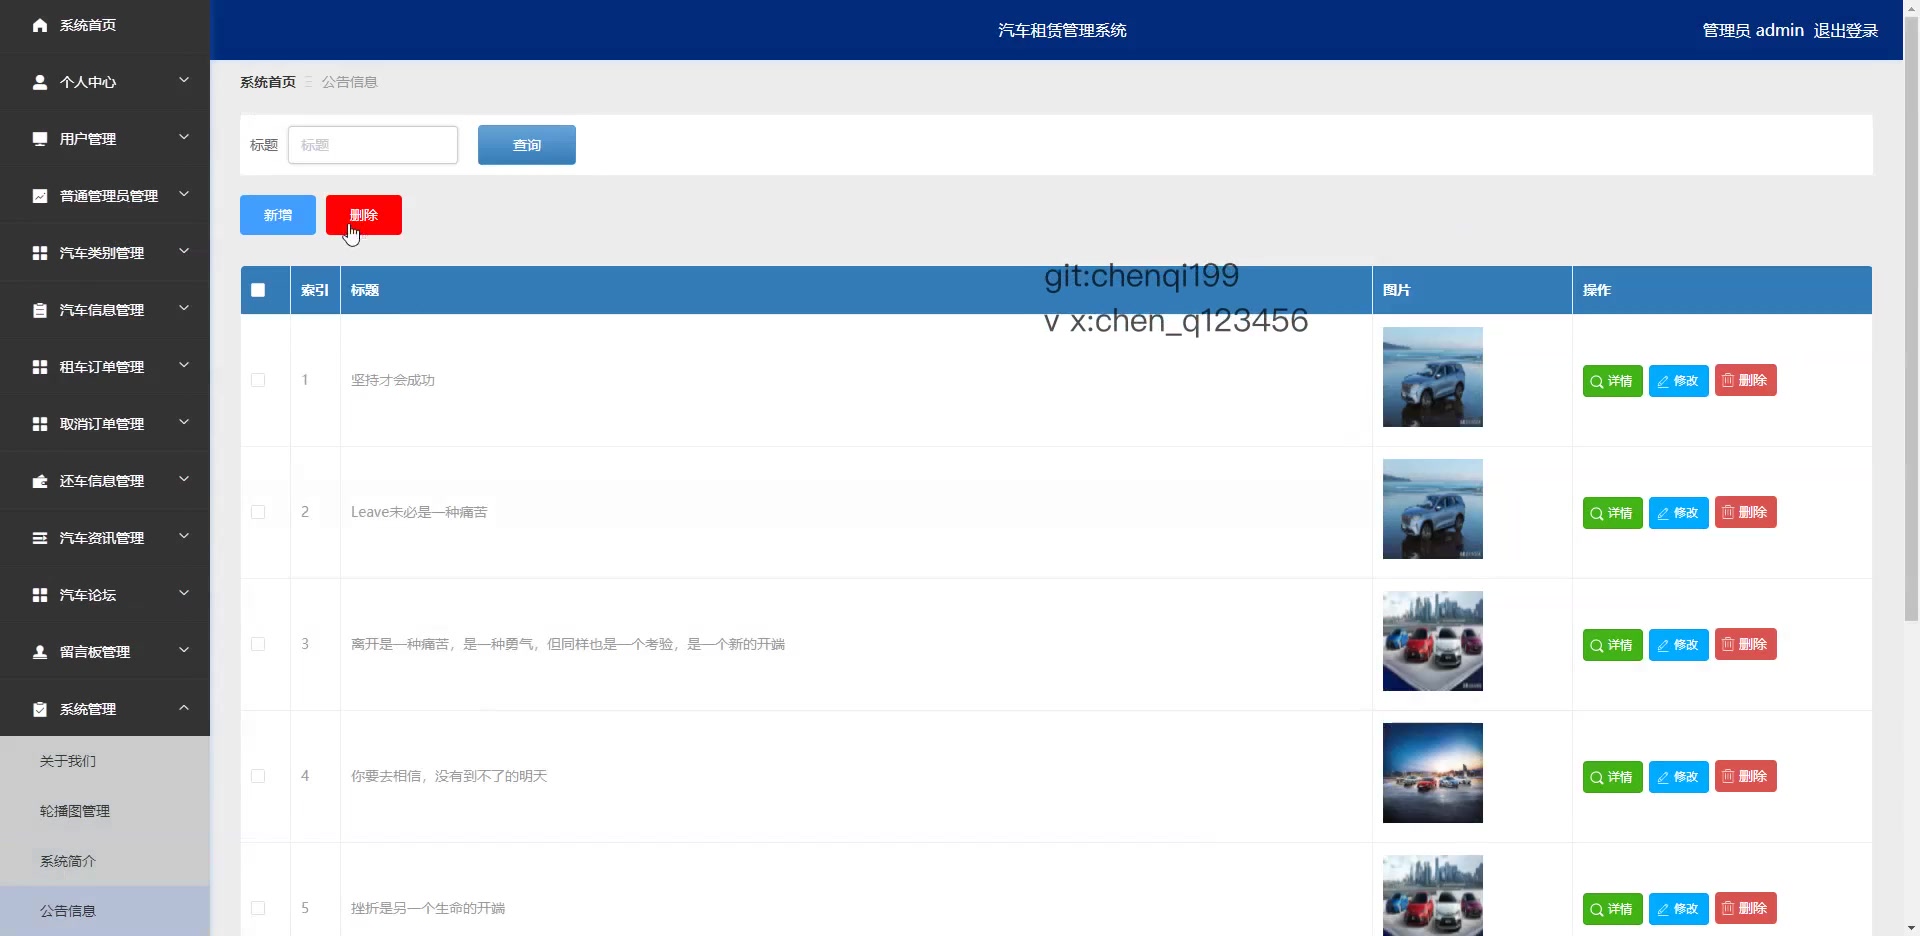 系统首页
个人中心
用户管理
普通管理员管理
汽车类别管理
汽车信息管理
租车订单管理
取消订单管理
还车信息管理
汽车资讯管理
汽车论坛
留言板管理
系统管理
关于我们
轮播图管理
系统简介
公告信息
汽车租赁管理系统
管理员 admin 退出登录
系统首页 公告信息
标题 标题 查询
新增 删除
git:chenqi199
v x:chen_q123456
索引 标题 图片 操作
1 坚持才会成功 详情 修改 删除
2 Leave未必是一种痛苦 详情 修改 删除
3 离开是一种痛苦，是一种勇气，但同样也是一个考验，是一个新的开端 详情 修改 删除
4 你要去相信，没有到不了的明天 详情 修改 删除
5 挫折是另一个生命的开端 详情 修改 删除